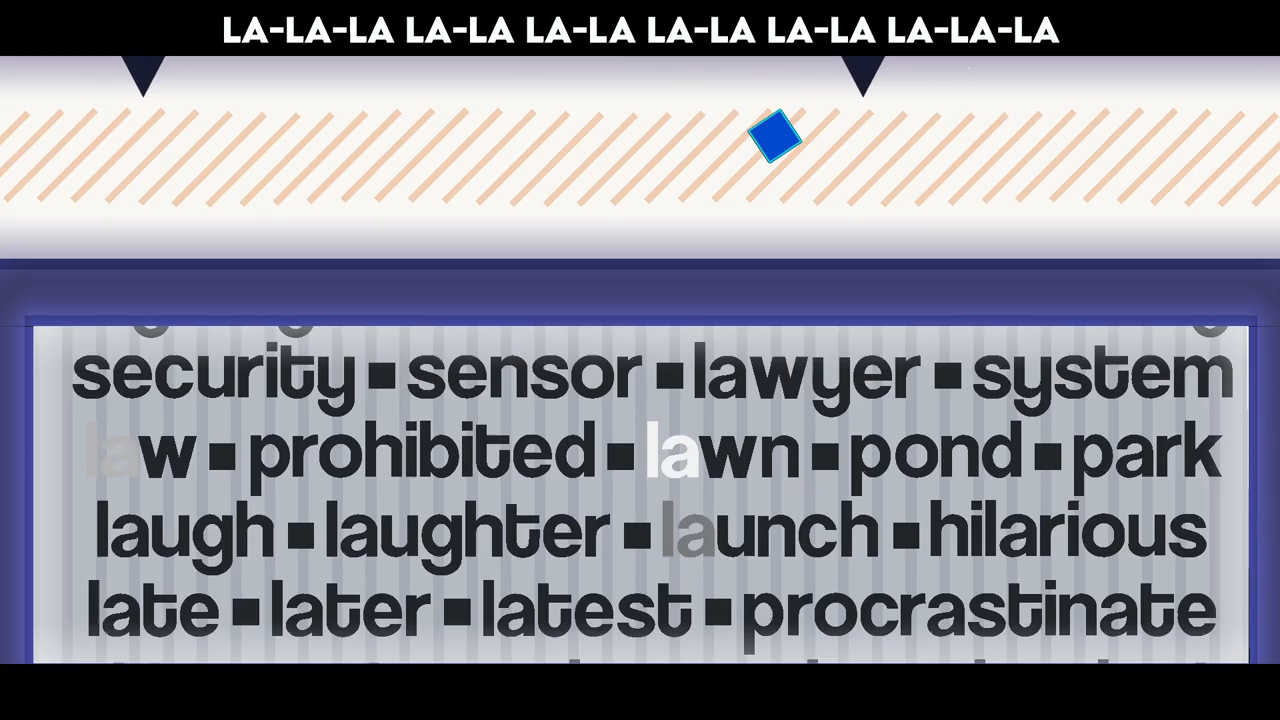 LA-LA-LA LA-LA LA-LA LA-LA LA-LA LA-LA-LA
security ■ sensor ■ lawyer ■ system
law ■ prohibited ■ lawn ■ pond ■ park
laugh ■ laughter ■ launch ■ hilarious
late ■ later ■ latest ■ procrastinate